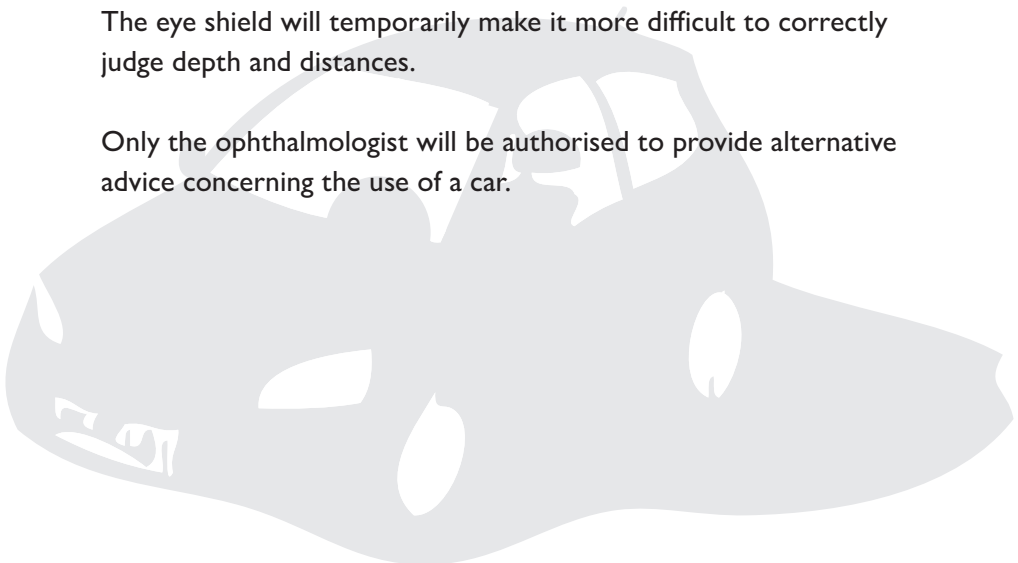 The eye shield will temporarily make it more difficult to correctly
judge depth and distances.
Only the ophthalmologist will be authorised to provide alternative
advice concerning the use of a car.